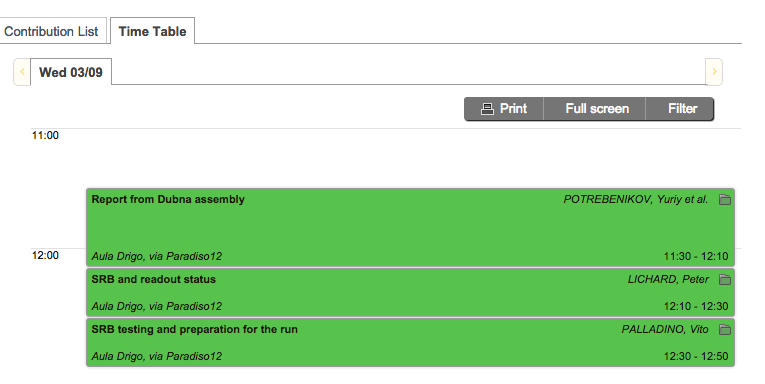 Contribution List Time Table
< Wed 03/09 >
Print Full screen Filter
11:00
Report from Dubna assembly POTREBENIKOV, Yuriy et al.
12:00
Aula Drigo, via Paradiso12 11:30 - 12:10
SRB and readout status LICHARD, Peter
Aula Drigo, via Paradiso12 12:10 - 12:30
SRB testing and preparation for the run PALLADINO, Vito
Aula Drigo, via Paradiso12 12:30 - 12:50